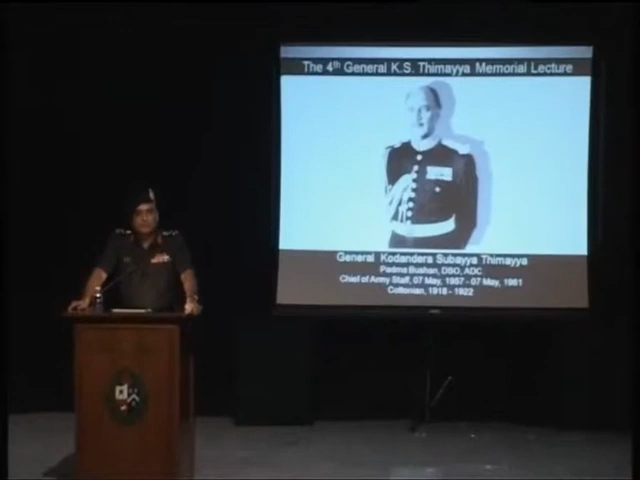 The 4th General K.S. Thimayya Memorial Lecture
General Kodandera Subayya Thimayya
Padma Bushan, DSO, ADC
Chief of Army Staff, 07 May, 1957 - 07 May, 1961
Cottonian, 1918 - 1922